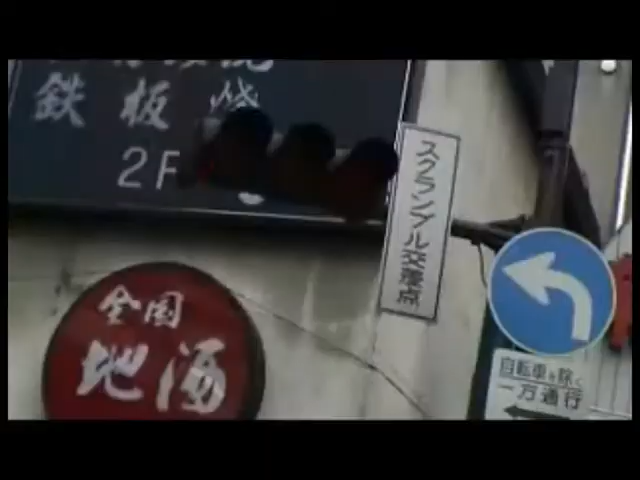 鉄板焼
2F
スクランブル交差点
全国
地酒
自転車を除く
一方通行